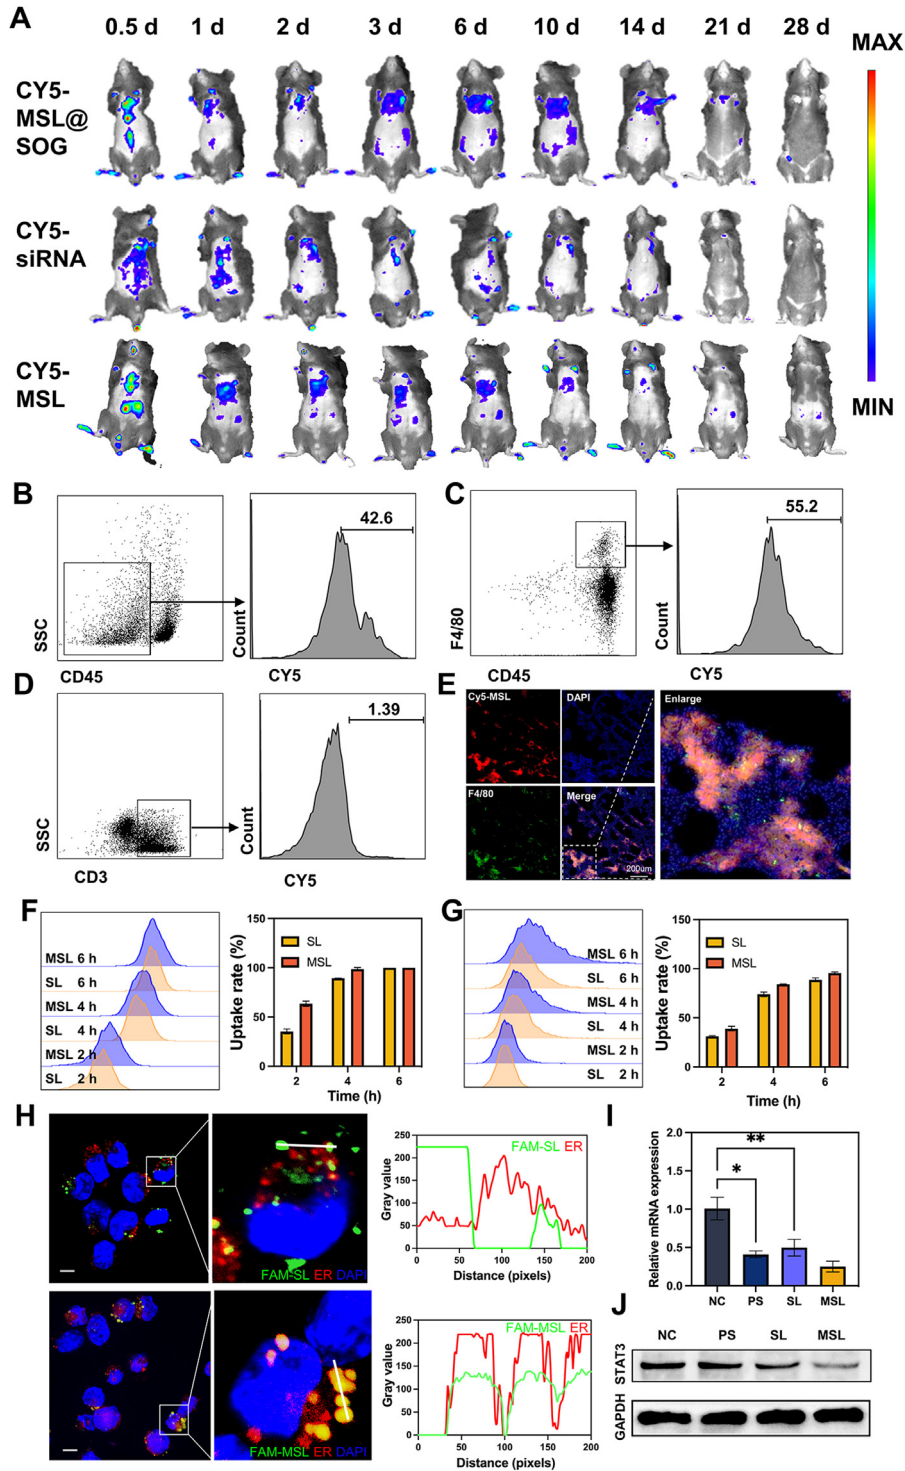 A
0.5 d 1 d 2 d 3 d 6 d 10 d 14 d 21 d 28 d
MAX
CY5-
MSL@
SOG
CY5-
siRNA
CY5-
MSL
MIN
B
42.6
SSC
Count
CD45
CY5
C
55.2
F4/80
Count
CD45
CY5
D
1.39
SSC
Count
CD3
CY5
E
Cy5-MSL
DAPI
Enlarge
F4/80
Merge
200um
F
MSL 6 h
SL 6 h
MSL 4 h
SL 4 h
MSL 2 h
SL 2 h
Uptake rate (%)
150
100
50
0
SL
MSL
2 4 6
Time (h)
G
MSL 6 h
SL 6 h
MSL 4 h
SL 4 h
MSL 2 h
SL 2 h
Uptake rate (%)
150
100
50
0
SL
MSL
2 4 6
Time (h)
H
FAM-SL ER DAPI
Gray value
250
200
150
100
50
0
FAM-SL ER
0 50 100 150 200
Distance (pixels)
FAM-MSL ER DAPI
Gray value
250
200
150
100
50
0
FAM-MSL ER
0 50 100 150 200
Distance (pixels)
I
Relative mRNA expression
2.0
1.5
1.0
0.5
0.0
**
*
NC PS SL MSL
J
NC PS SL MSL
STAT3
GAPDH